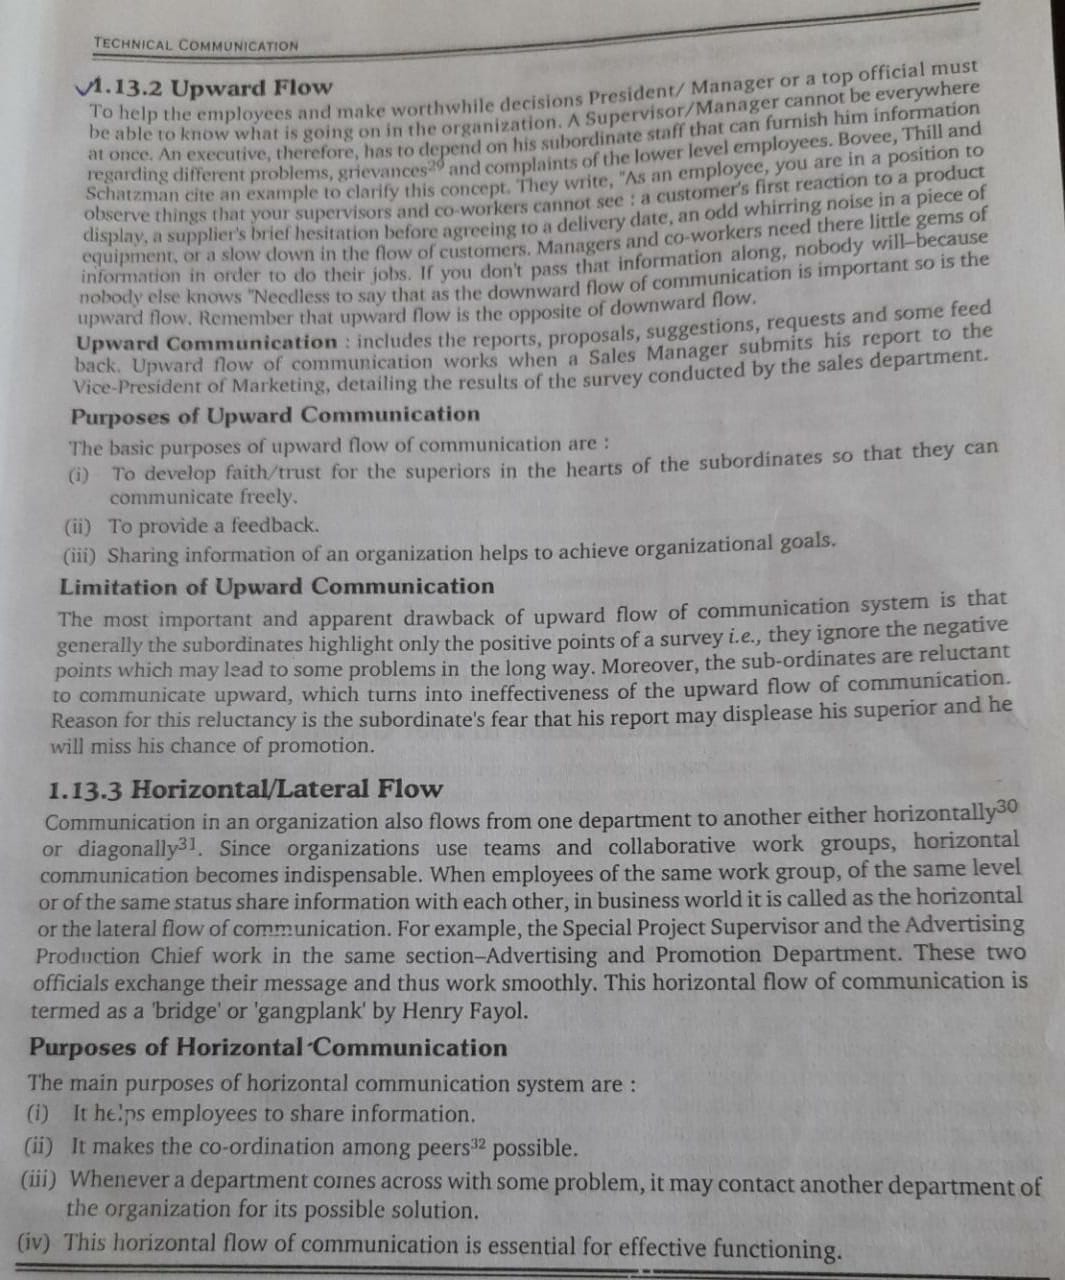 TECHNICAL COMMUNICATION
1.13.2 Upward Flow
To help the employees and make worthwhile decisions President/ Manager or a top official must
be able to know what is going on in the organization. A Supervisor/Manager cannot be everywhere
at once. An executive, therefore, has to depend on his subordinate staff that can furnish him information
regarding different problems, grievances29 and complaints of the lower level employees. Bovee, Thill and
Schatzman cite an example to clarify this concept. They write, "As an employee, you are in a position to
observe things that your supervisors and co-workers cannot see : a customer's first reaction to a product
display, a supplier's brief hesitation before agreeing to a delivery date, an odd whirring noise in a piece of
equipment, or a slow down in the flow of customers. Managers and co-workers need there little gems of
information in order to do their jobs. If you don't pass that information along, nobody will–because
nobody else knows "Needless to say that as the downward flow of communication is important so is the
upward flow. Remember that upward flow is the opposite of downward flow.
Upward Communication : includes the reports, proposals, suggestions, requests and some feed
back. Upward flow of communication works when a Sales Manager submits his report to the
Vice-President of Marketing, detailing the results of the survey conducted by the sales department.
Purposes of Upward Communication
The basic purposes of upward flow of communication are :
(i) To develop faith/trust for the superiors in the hearts of the subordinates so that they can
communicate freely.
(ii) To provide a feedback.
(iii) Sharing information of an organization helps to achieve organizational goals.
Limitation of Upward Communication
The most important and apparent drawback of upward flow of communication system is that
generally the subordinates highlight only the positive points of a survey i.e., they ignore the negative
points which may lead to some problems in the long way. Moreover, the sub-ordinates are reluctant
to communicate upward, which turns into ineffectiveness of the upward flow of communication.
Reason for this reluctancy is the subordinate's fear that his report may displease his superior and he
will miss his chance of promotion.
1.13.3 Horizontal/Lateral Flow
Communication in an organization also flows from one department to another either horizontally30
or diagonally31. Since organizations use teams and collaborative work groups, horizontal
communication becomes indispensable. When employees of the same work group, of the same level
or of the same status share information with each other, in business world it is called as the horizontal
or the lateral flow of communication. For example, the Special Project Supervisor and the Advertising
Production Chief work in the same section–Advertising and Promotion Department. These two
officials exchange their message and thus work smoothly. This horizontal flow of communication is
termed as a 'bridge' or 'gangplank' by Henry Fayol.
Purposes of Horizontal Communication
The main purposes of horizontal communication system are :
(i) It helps employees to share information.
(ii) It makes the co-ordination among peers32 possible.
(iii) Whenever a department comes across with some problem, it may contact another department of
the organization for its possible solution.
(iv) This horizontal flow of communication is essential for effective functioning.